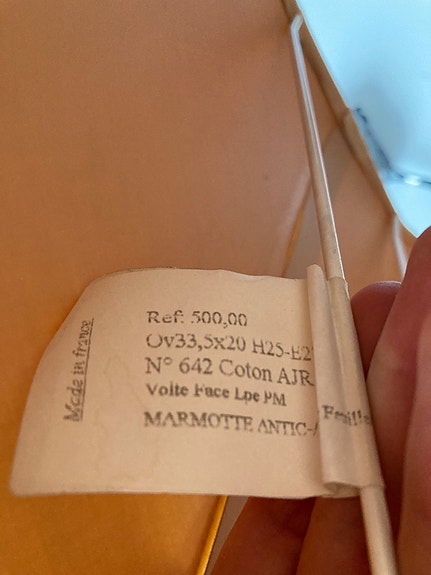 Made in france
Ref: 500,00
Ov33,5x20 H25-E2
N° 642 Coton AJR
Volte Face Lpe PM
MARMOTTE ANTIC-